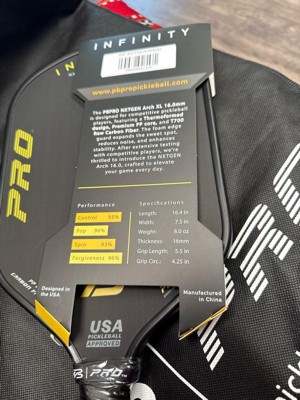 INFINITY
www.pbpropickleball.com
The PBPRO NXTGEN Arch XL 16.0mm
is designed for competitive pickleball
players, featuring a Thermoformed
design, Premium PP core, and T700
Raw Carbon Fiber. The foam edge
guard expands the sweet spot,
reduces noise, and enhances
stability. After extensive testing
with competitive players, we're
thrilled to introduce the NXTGEN
Arch 16.0, crafted to elevate
your game every day.
PRO
Performance
Control 95%
Pop 90%
Spin 93%
Forgiveness 96%
Specifications
Length: 16.4 in
Width: 7.5 in
Weight: 8.0 oz
Thickness: 16mm
Grip Length: 5.5 in
Grip Circ.: 4.25 in
Designed in
the USA
Manufactured
in China
USA
PICKLEBALL
APPROVED
PRO